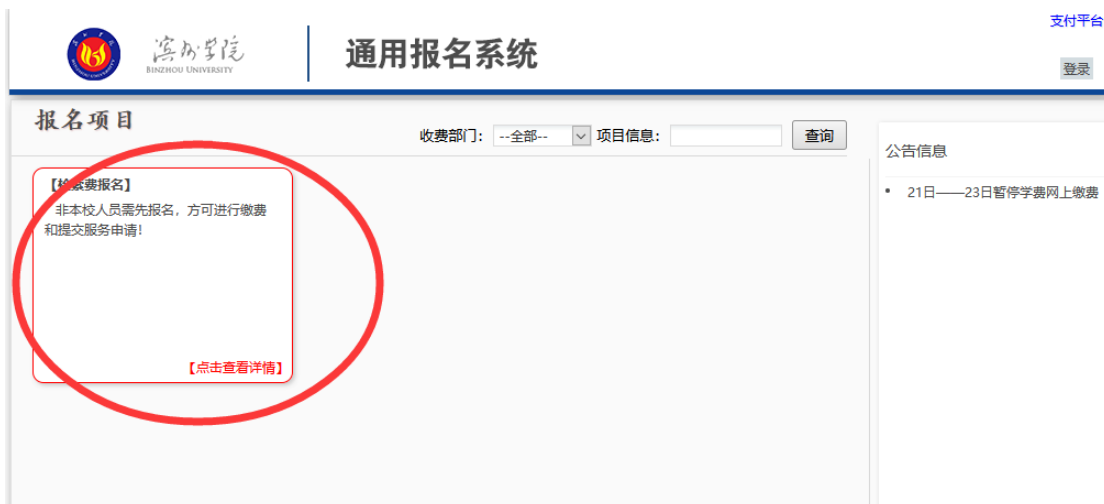 支付平台
滨州学院
BINZHOU UNIVERSITY
通用报名系统
登录
报名项目
收费部门: --全部-- 项目信息: 查询
公告信息
【检索费报名】
非本校人员需先报名，方可进行缴费
和提交服务申请!
【点击查看详情】
• 21日——23日暂停学费网上缴费